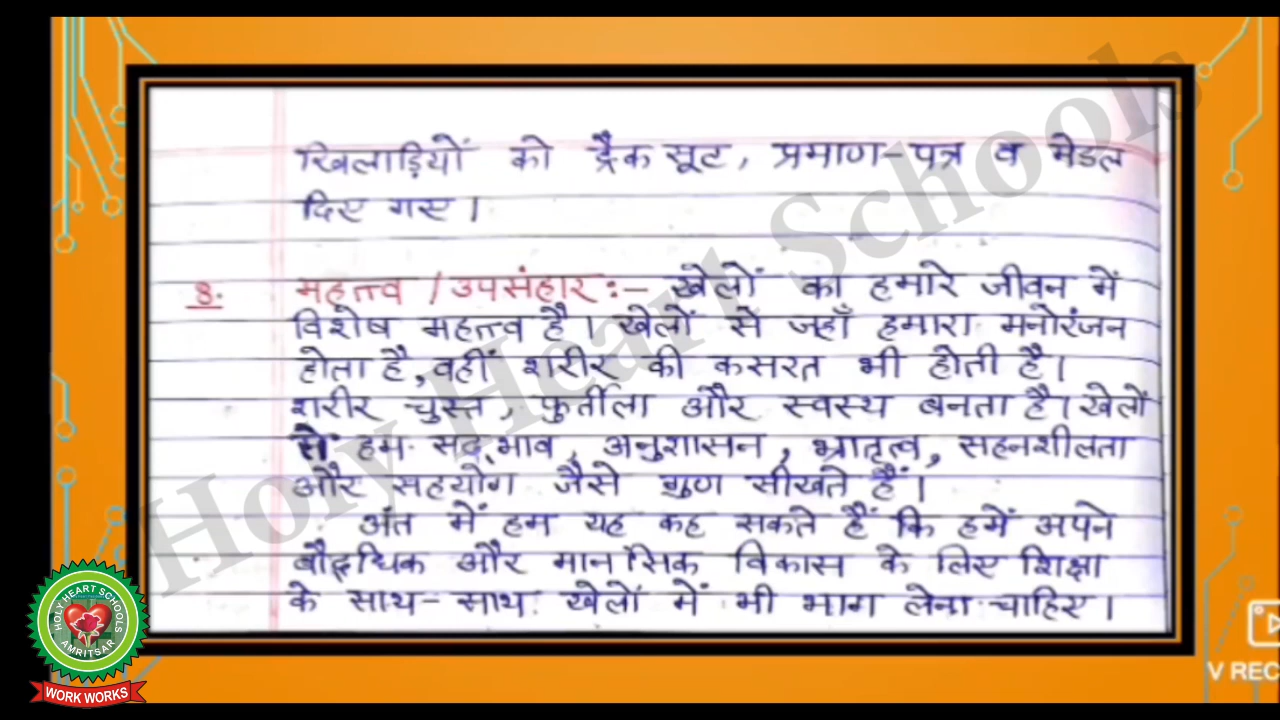 खिलाड़ियों को ट्रैक सूट, प्रमाण-पत्र व मेडल
दिए गए।
8. महत्त्व / उपसंहार :- खेलों का हमारे जीवन में
विशेष महत्त्व है। खेलों से जहाँ हमारा मनोरंजन
होता है, वहीं शरीर की कसरत भी होती है।
शरीर चुस्त, फुर्तीला और स्वस्थ बनता है। खेलों
से हम सद्भाव, अनुशासन, भ्रातृत्व, सहनशीलता
और सहयोग जैसे गुण सीखते हैं।
अंत में हम यह कह सकते हैं कि हमें अपने
बौद्धिक और मानसिक विकास के लिए शिक्षा
के साथ-साथ खेलों में भी भाग लेना चाहिए।
Holy Heart Schools
HOLY HEART SCHOOLS
AMRITSAR
WORK WORKS
V REC